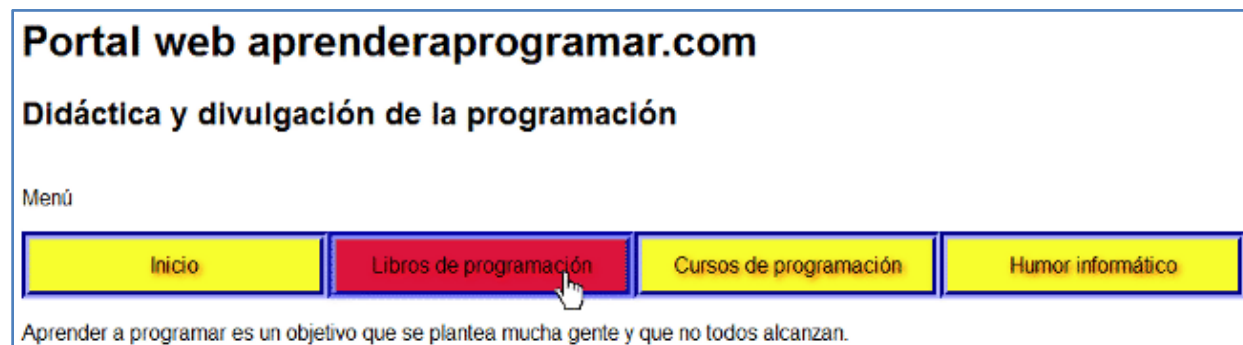 Portal web aprenderaprogramar.com
Didáctica y divulgación de la programación
Menú
Inicio Libros de programación Cursos de programación Humor informático
Aprender a programar es un objetivo que se plantea mucha gente y que no todos alcanzan.